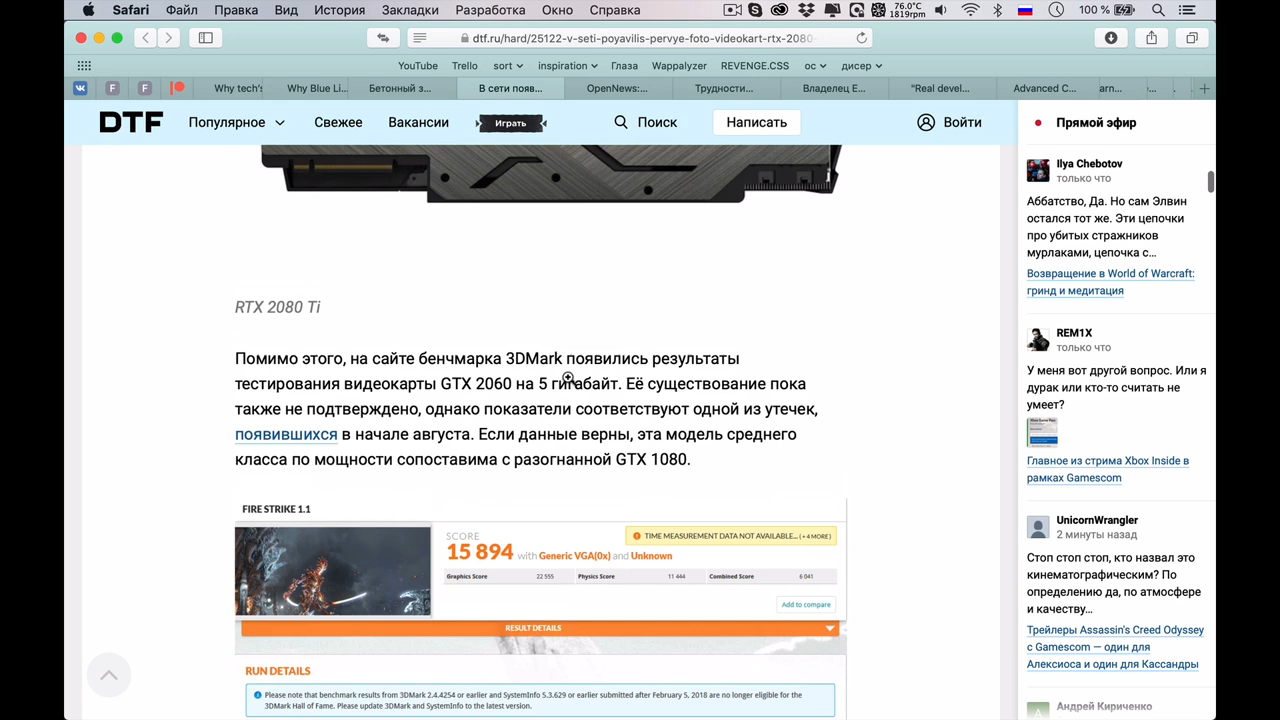 Safari Файл Правка Вид История Закладки Разработка Окно Справка
76.0°C
1819rpm
100 %
dtf.ru/hard/25122-v-seti-poyavilis-pervye-foto-videokart-rtx-2080-
YouTube Trello sort inspiration Глаза Wappalyzer REVENGE.CSS ос дисер
Why tech's Why Blue Li... Бетонный з... В сети появ... OpenNews:... Трудности... Владелец Е... "Real devel... Advanced C... arn...
DTF Популярное Свежее Вакансии Играть Поиск Написать Войти
RTX 2080 Ti
Помимо этого, на сайте бенчмарка 3DMark появились результаты
тестирования видеокарты GTX 2060 на 5 гигабайт. Её существование пока
также не подтверждено, однако показатели соответствуют одной из утечек,
появившихся в начале августа. Если данные верны, эта модель среднего
класса по мощности сопоставима с разогнанной GTX 1080.
FIRE STRIKE 1.1
SCORE
TIME MEASUREMENT DATA NOT AVAILABLE... (+ 4 MORE)
15 894 with Generic VGA(0x) and Unknown
Graphics Score 22 555 Physics Score 11 444 Combined Score 6 041
Add to compare
RESULT DETAILS
RUN DETAILS
Please note that benchmark results from 3DMark 2.4.4254 or earlier and SystemInfo 5.3.629 or earlier submitted after February 5, 2018 are no longer eligible for the
3DMark Hall of Fame. Please update 3DMark and SystemInfo to the latest version.
Прямой эфир
Ilya Chebotov
только что
Аббатство, Да. Но сам Элвин
остался тот же. Эти цепочки
про убитых стражников
мурлаками, цепочка с...
Возвращение в World of Warcraft:
гринд и медитация
REM1X
только что
У меня вот другой вопрос. Или я
дурак или кто-то считать не
умеет?
Главное из стрима Xbox Inside в
рамках Gamescom
UnicornWrangler
2 минуты назад
Стоп стоп стоп, кто назвал это
кинематографическим? По
определению да, по атмосфере
и качеству...
Трейлеры Assassin's Creed Odyssey
с Gamescom — один для
Алексиоса и один для Кассандры
Андрей Кириченко